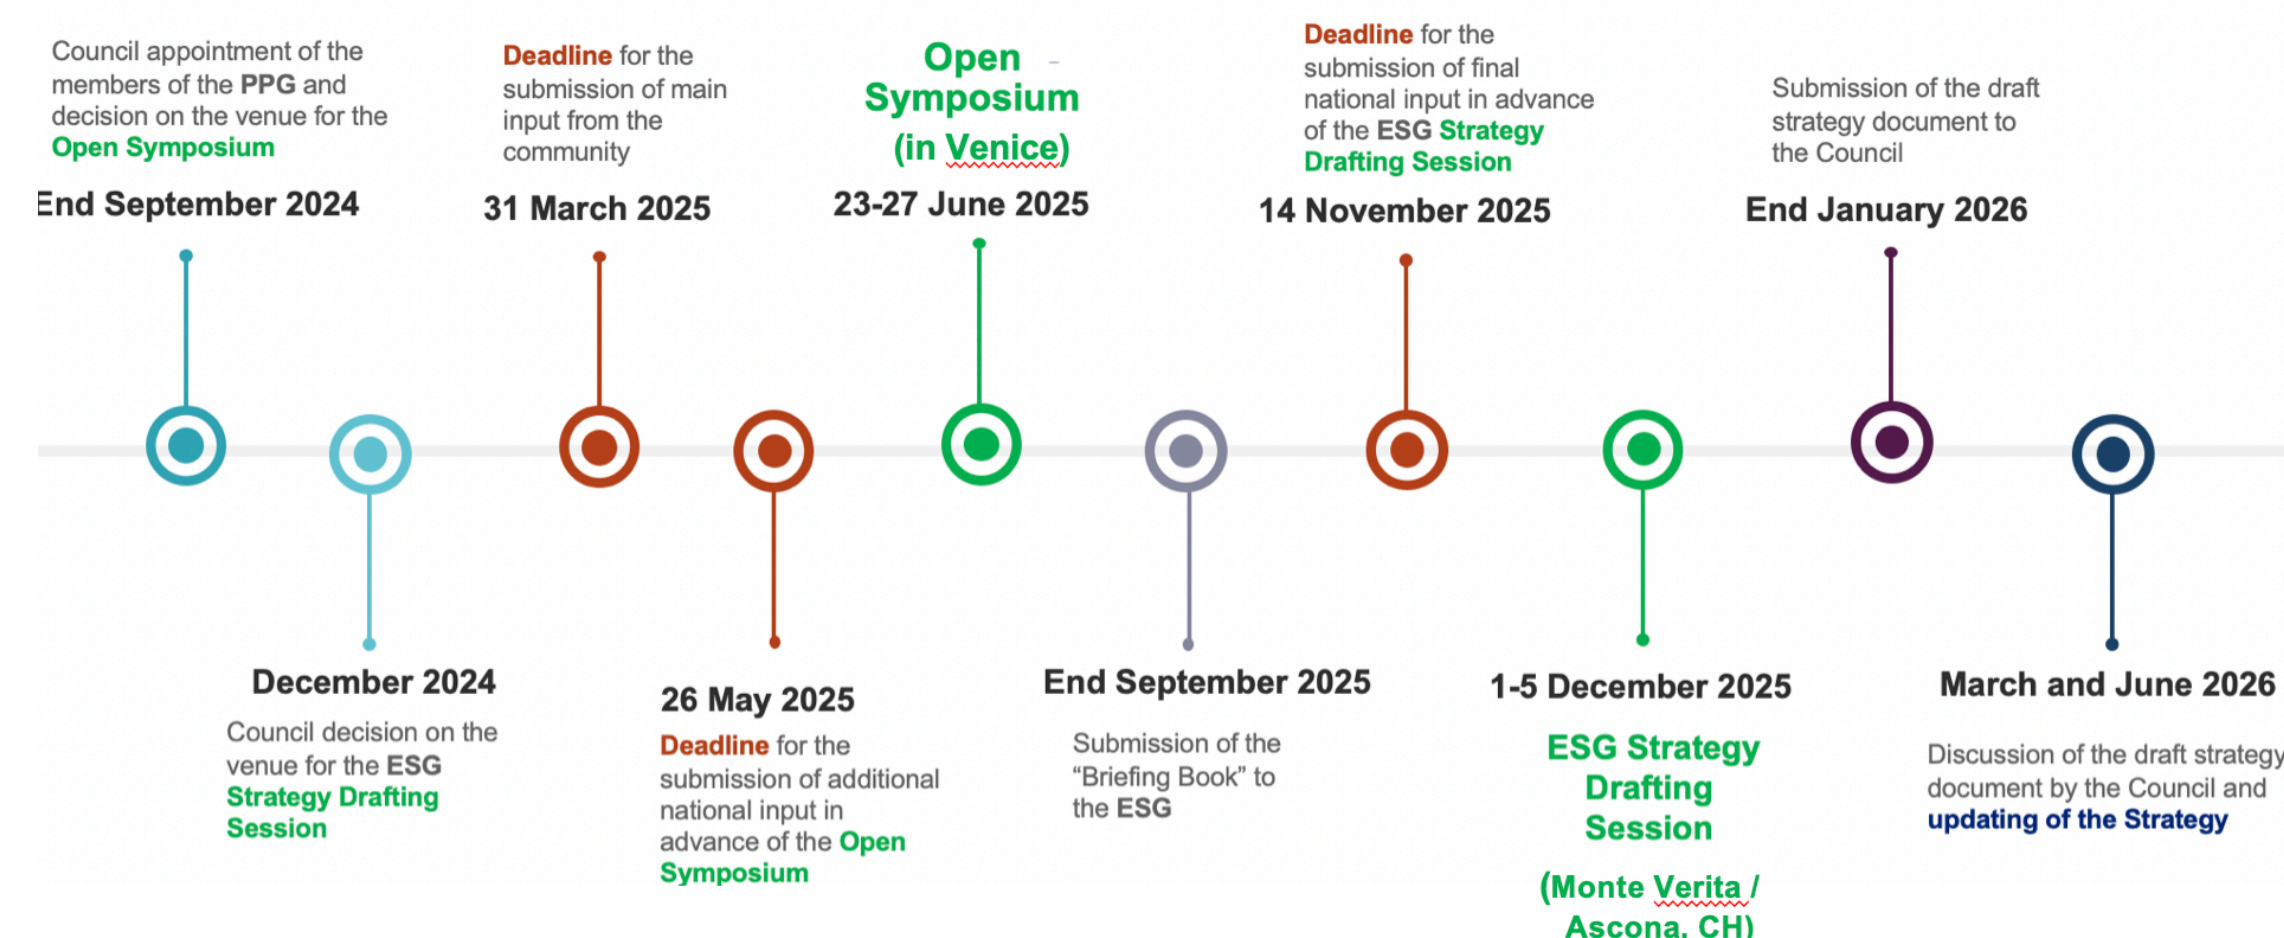 Council appointment of the
members of the PPG and
decision on the venue for the
Open Symposium
End September 2024
Deadline for the
submission of main
input from the
community
31 March 2025
Open
Symposium
(in Venice)
23-27 June 2025
Deadline for the
submission of final
national input in advance
of the ESG Strategy
Drafting Session
14 November 2025
Submission of the draft
strategy document to
the Council
End January 2026
December 2024
Council decision on the
venue for the ESG
Strategy Drafting
Session
26 May 2025
Deadline for the
submission of additional
national input in
advance of the Open
Symposium
End September 2025
Submission of the
“Briefing Book” to
the ESG
1-5 December 2025
ESG Strategy
Drafting
Session
(Monte Verita /
Ascona, CH)
March and June 2026
Discussion of the draft strategy
document by the Council and
updating of the Strategy